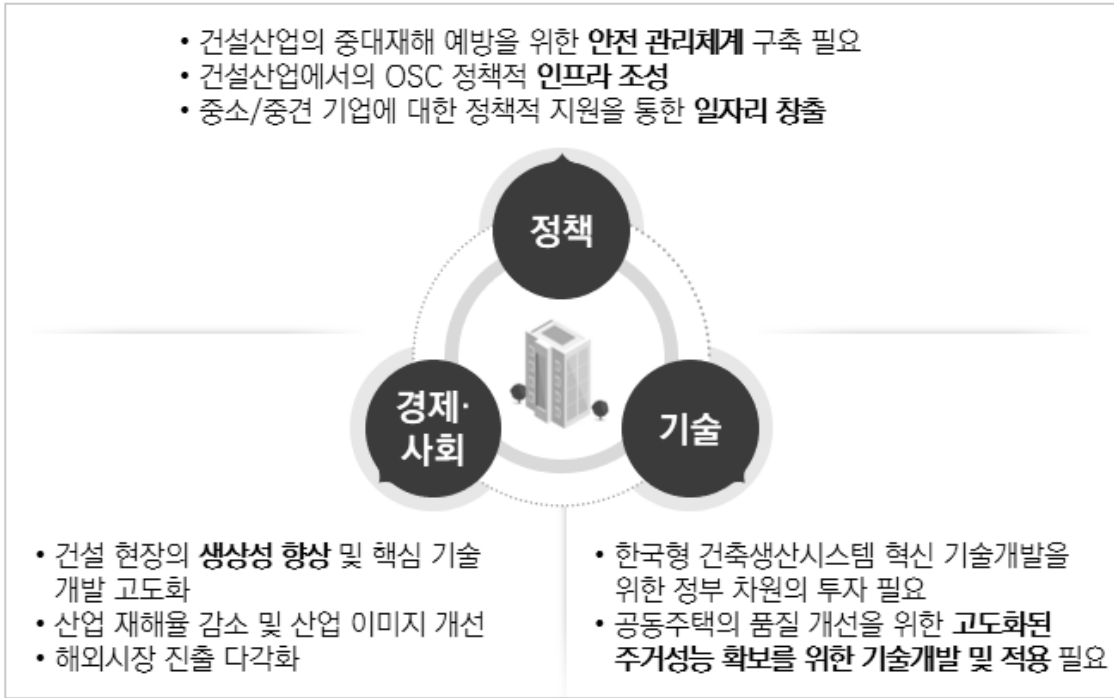 • 건설산업의 중대재해 예방을 위한 안전 관리체계 구축 필요
• 건설산업에서의 OSC 정책적 인프라 조성
• 중소/중견 기업에 대한 정책적 지원을 통한 일자리 창출
정책
경제·
사회
기술
• 건설 현장의 생상성 향상 및 핵심 기술
개발 고도화
• 산업 재해율 감소 및 산업 이미지 개선
• 해외시장 진출 다각화
• 한국형 건축생산시스템 혁신 기술개발을
위한 정부 차원의 투자 필요
• 공동주택의 품질 개선을 위한 고도화된
주거성능 확보를 위한 기술개발 및 적용 필요